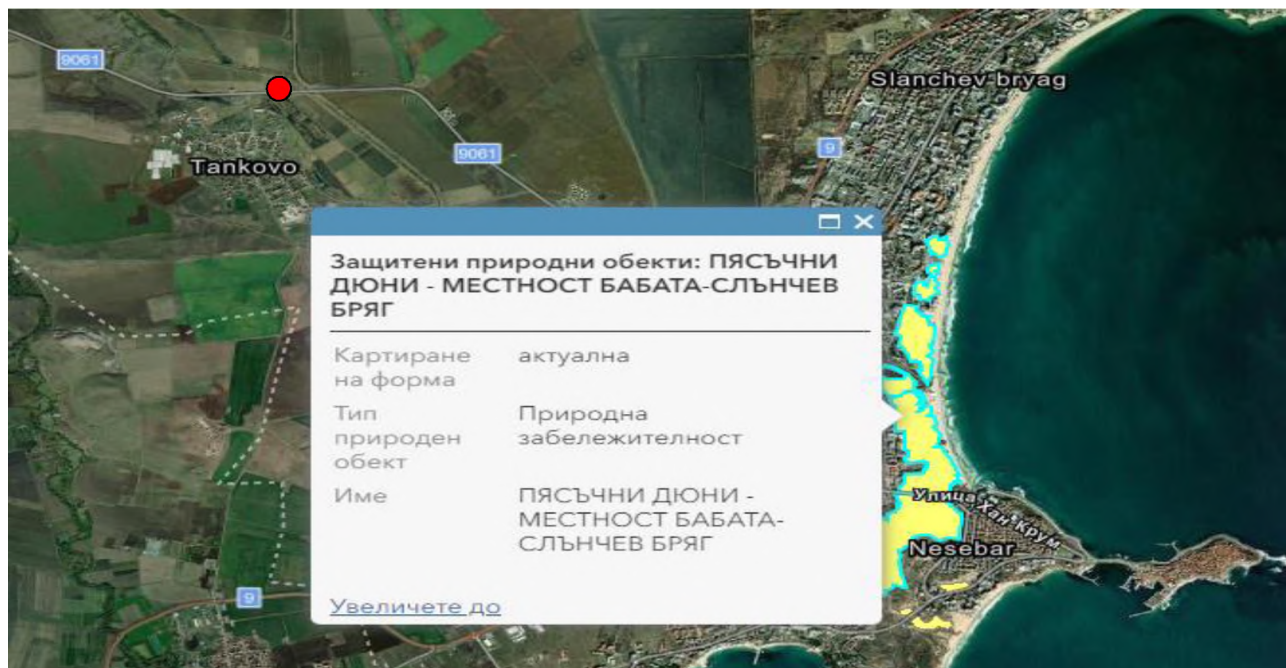 9061
Tankovo
9061
Slanchev bryag
9
Защитени природни обекти: ПЯСЪЧНИ
ДЮНИ - МЕСТНОСТ БАБАТА-СЛЪНЧЕВ
БРЯГ
Картиране
на форма
актуална
Тип
природен
обект
Природна
забележителност
Име
ПЯСЪЧНИ ДЮНИ -
МЕСТНОСТ БАБАТА-
СЛЪНЧЕВ БРЯГ
Увеличете до
Улица Хан Крум
Nesebar
9